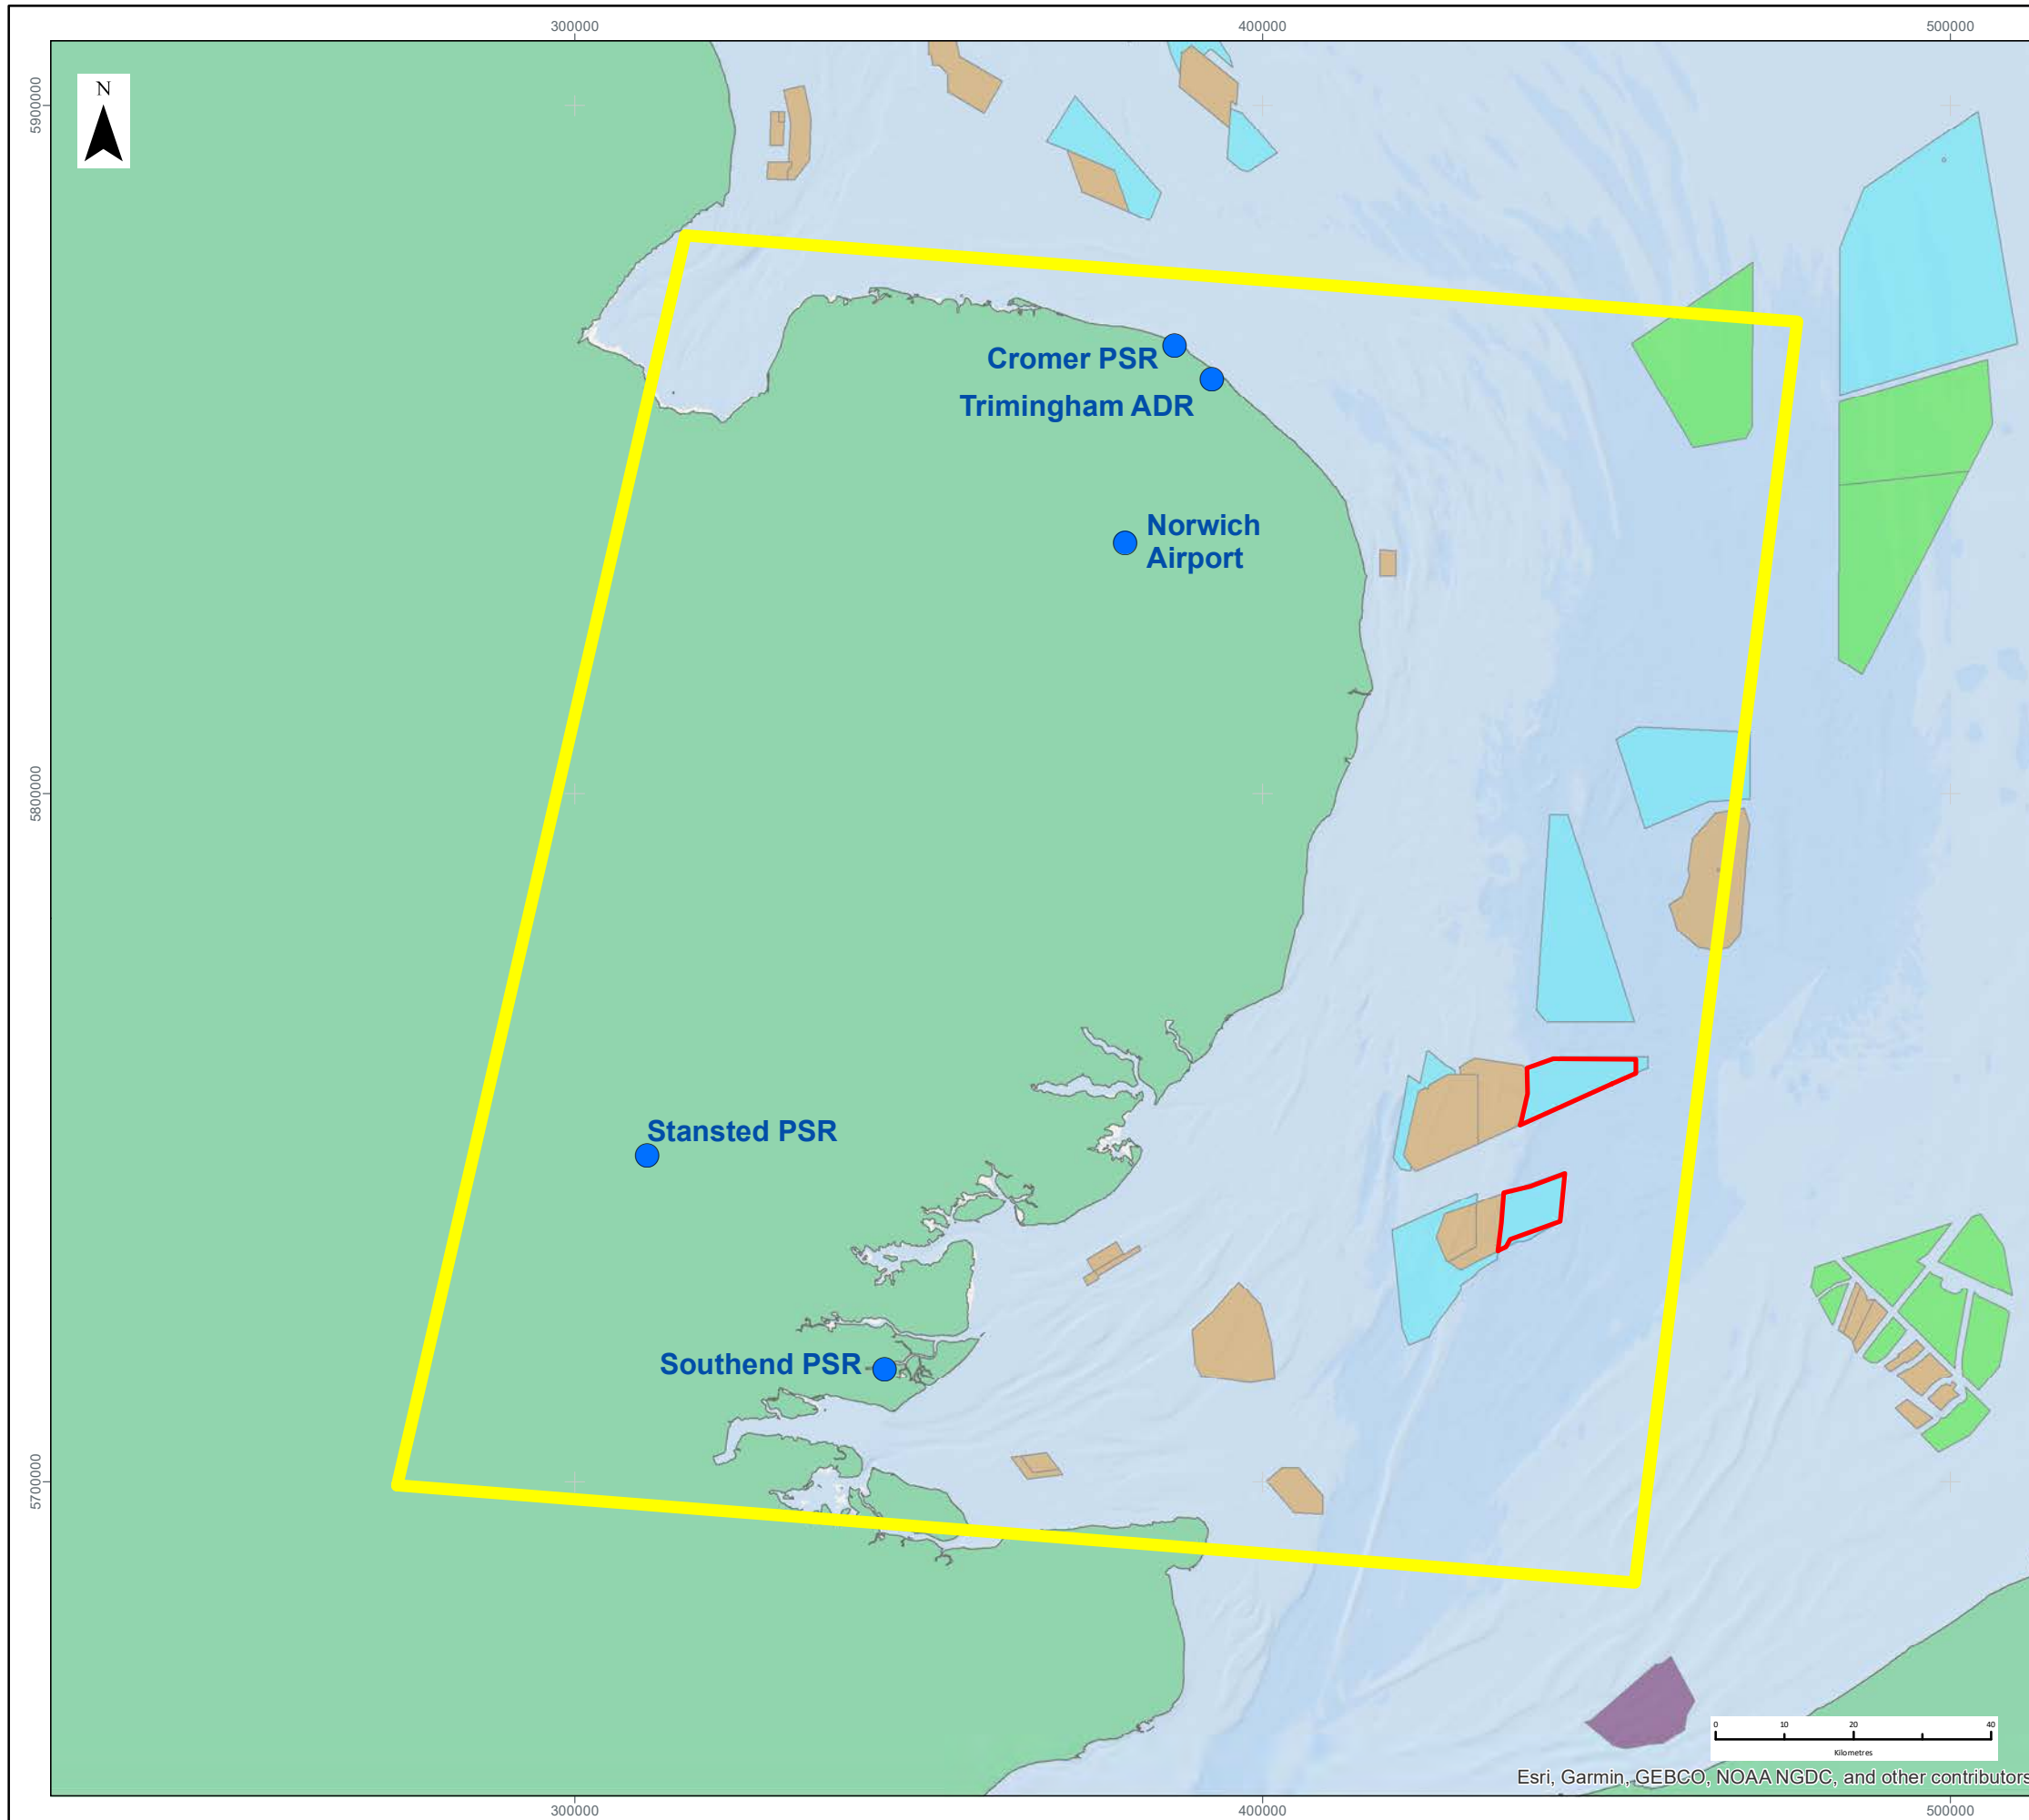 300000
400000
500000
5900000
N
Cromer PSR
Trimingham ADR
Norwich
Airport
5800000
Stansted PSR
Southend PSR
5700000
0
10
20
40
Kilometres
Esri, Garmin, GEBCO, NOAA NGDC, and other contributors
300000
400000
500000